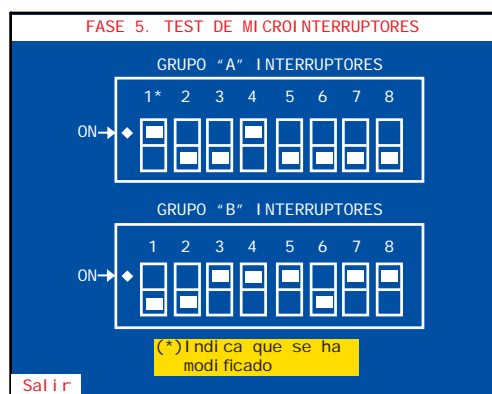 FASE 5. TEST DE MICROINTERRUPTORES
GRUPO “A” INTERRUPTORES
1* 2 3 4 5 6 7 8
ON
GRUPO “B” INTERRUPTORES
1 2 3 4 5 6 7 8
ON
(*)Indica que se ha
modificado
Salir